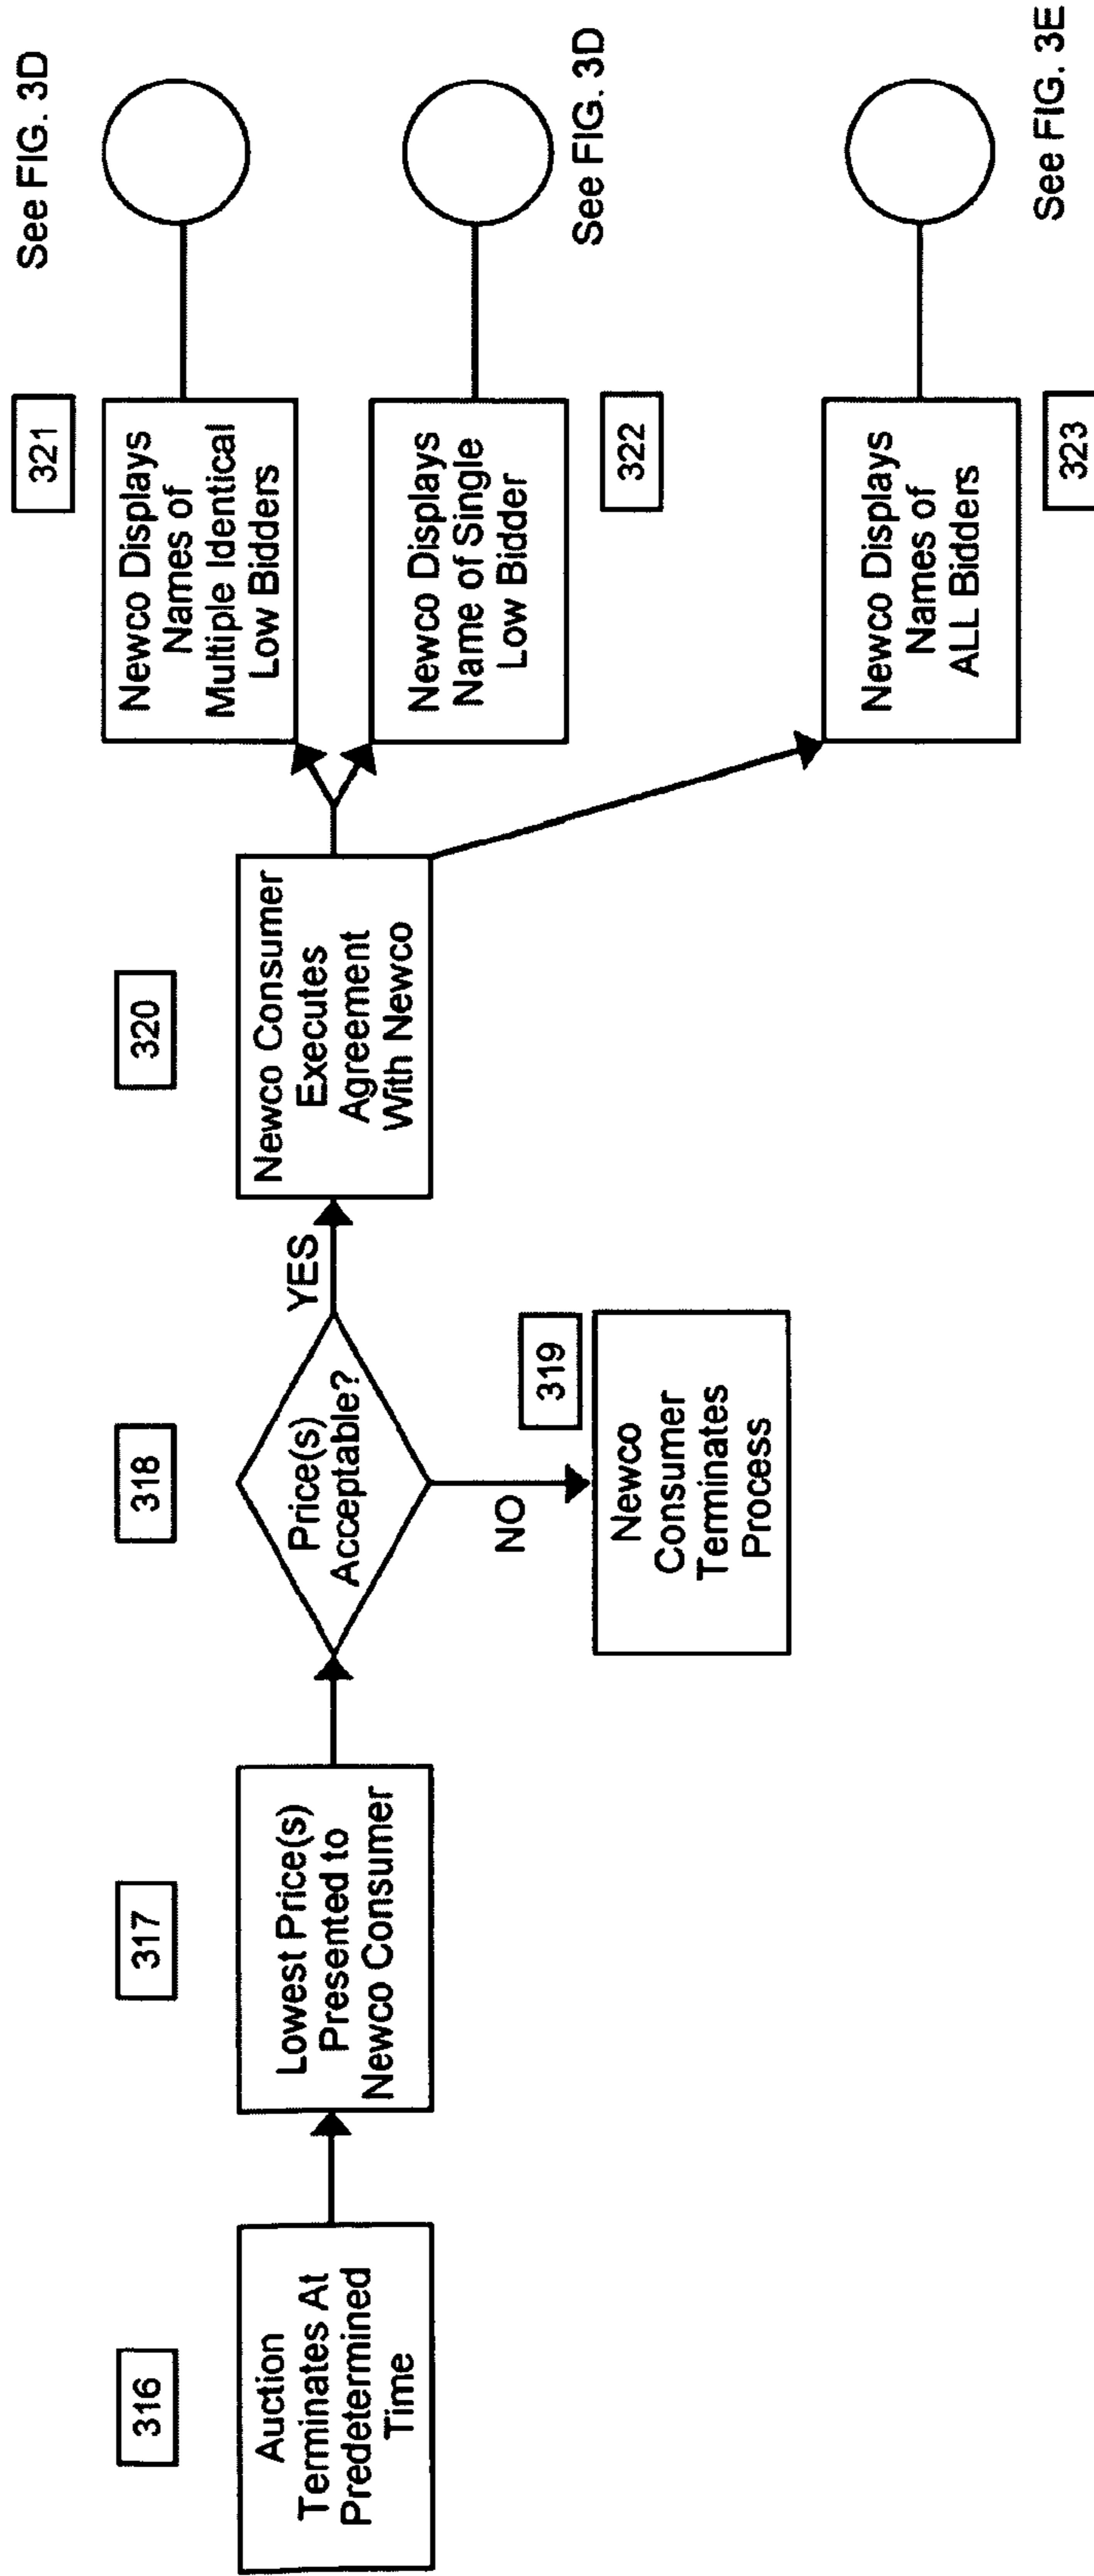 316
Auction
Terminates At
Predetermined
Time
317
Lowest Price(s)
Presented to
Newco Consumer
318
Price(s)
Acceptable?
YES
NO
319
Newco
Consumer
Terminates
Process
320
Newco Consumer
Executes
Agreement
With Newco
321
Newco Displays
Names of
Multiple Identical
Low Bidders
See FIG. 3D
Newco Displays
Name of Single
Low Bidder
322
See FIG. 3D
Newco Displays
Names of
ALL Bidders
323
See FIG. 3E